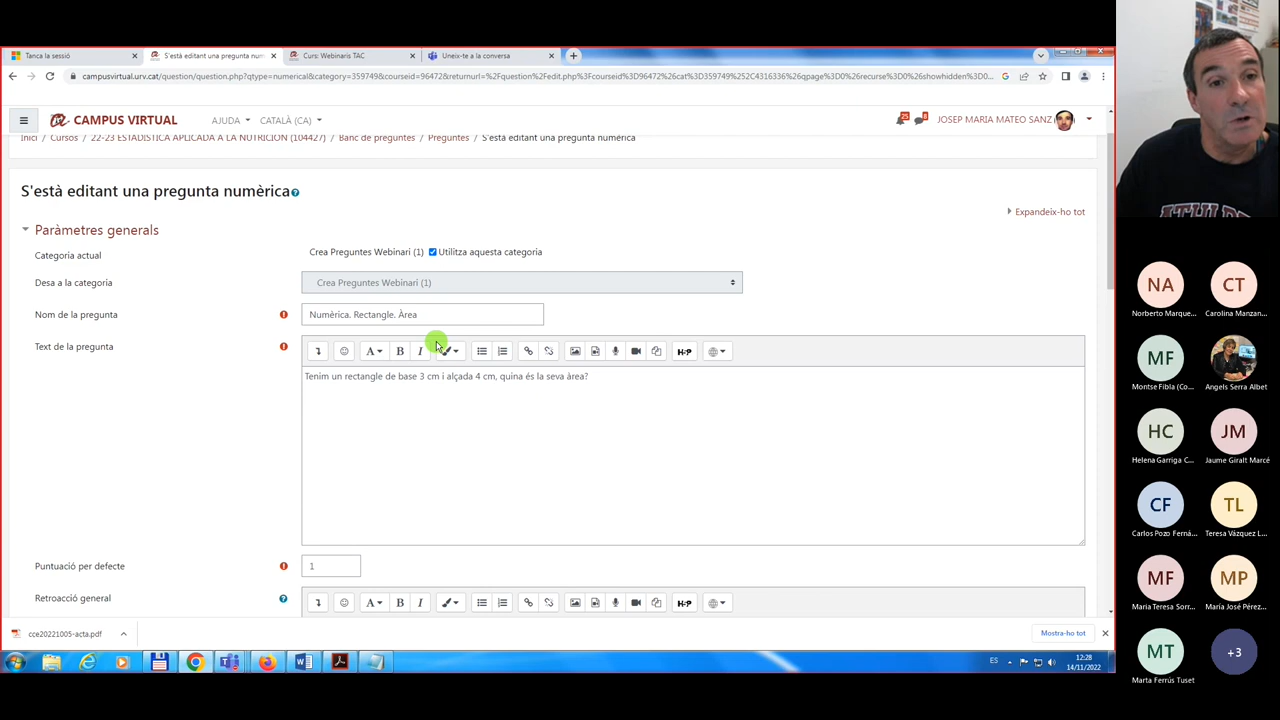 Tanca la sessió
S'està editant una pregunta num...
Curs: Webinaris TAC
Uneix-te a la conversa
campusvirtual.urv.cat/question/question.php?qtype=numerical&category=359749&courseid=96472&returnurl=%2Fquestion%2Fedit.php%3Fcourseid%3D96472%26cat%3D359749%252C4316336%26qpage%3D0%26recurse%3D0%26showhidden%3D0...
CAMPUS VIRTUAL
AJUDA
CATALÀ (CA)
25
8
JOSEP MARIA MATEO SANZ
Inici / Cursos / 22-23 ESTADISTICA APLICADA A LA NUTRICION (104427) / Banc de preguntes / Preguntes / S'està editant una pregunta numèrica
S'està editant una pregunta numèrica
Expandeix-ho tot
Paràmetres generals
Categoria actual
Crea Preguntes Webinari (1)
Utilitza aquesta categoria
Desa a la categoria
Crea Preguntes Webinari (1)
Nom de la pregunta
Numèrica. Rectangle. Àrea
Text de la pregunta
A
B
I
H-P
Tenim un rectangle de base 3 cm i alçada 4 cm, quina és la seva àrea?
Puntuació per defecte
1
Retroacció general
A
B
I
H-P
cce20221005-acta.pdf
Mostra-ho tot
ES
12:28
14/11/2022
NA
Norberto Marque...
CT
Carolina Manzan...
MF
Montse Fibla (Co...
Angels Serra Albet
HC
Helena Garriga C...
JM
Jaume Giralt Marcé
CF
Carlos Pozo Ferná...
TL
Teresa Vázquez L...
MF
Maria Teresa Sorr...
MP
María José Pérez...
MT
Marta Ferrús Tuset
+3